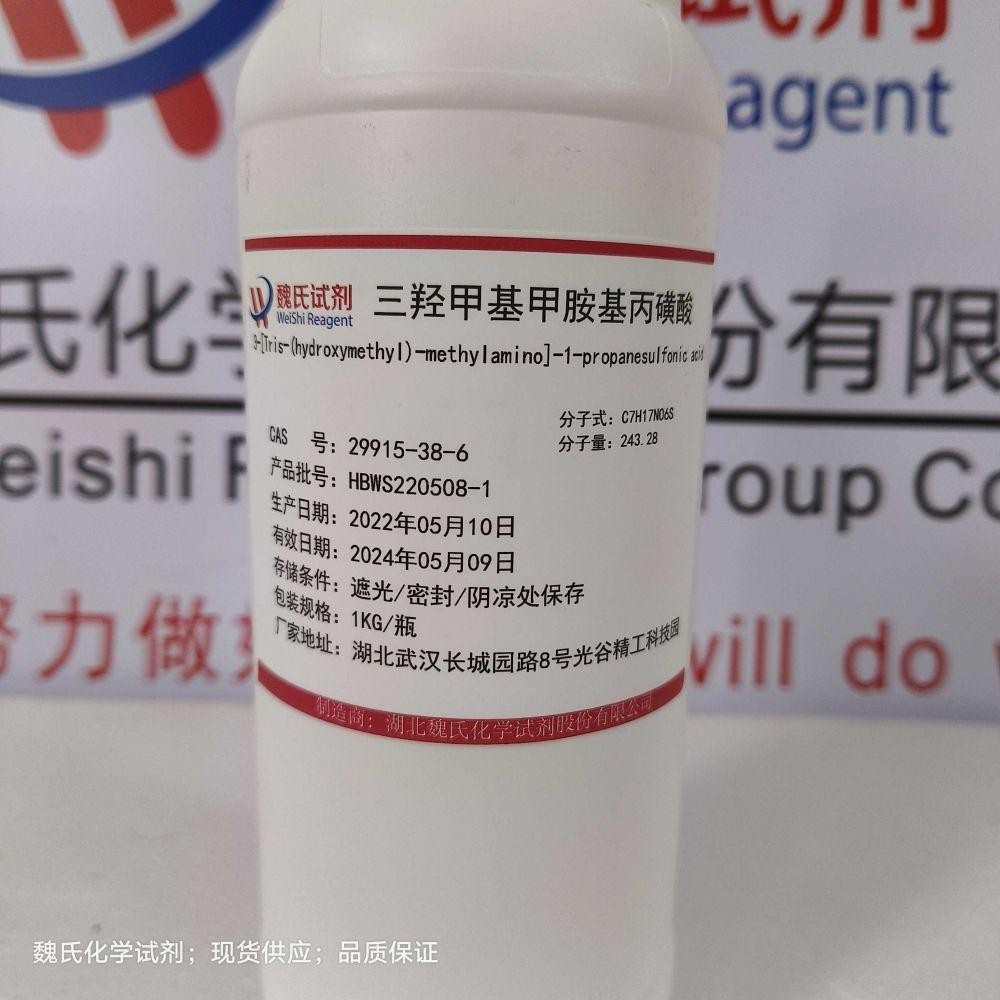 试剂
Reagent
魏氏试剂
WeiShi Reagent
三羟甲基甲胺基丙磺酸
3-[Tris-(hydroxymethyl)-methylamino]-1-propanesulfonic acid
分子式：C7H17NO6S
分子量：243.28
CAS 号：29915-38-6
产品批号：HBWS220508-1
生产日期：2022年05月10日
有效日期：2024年05月09日
存储条件：遮光/密封/阴凉处保存
包装规格：1KG/瓶
厂家地址：湖北武汉长城园路8号光谷精工科技园
制造商：湖北魏氏化学试剂股份有限公司
氏化学 份有限
eishi R roup Co
努力做 will do
魏氏化学试剂；现货供应；品质保证